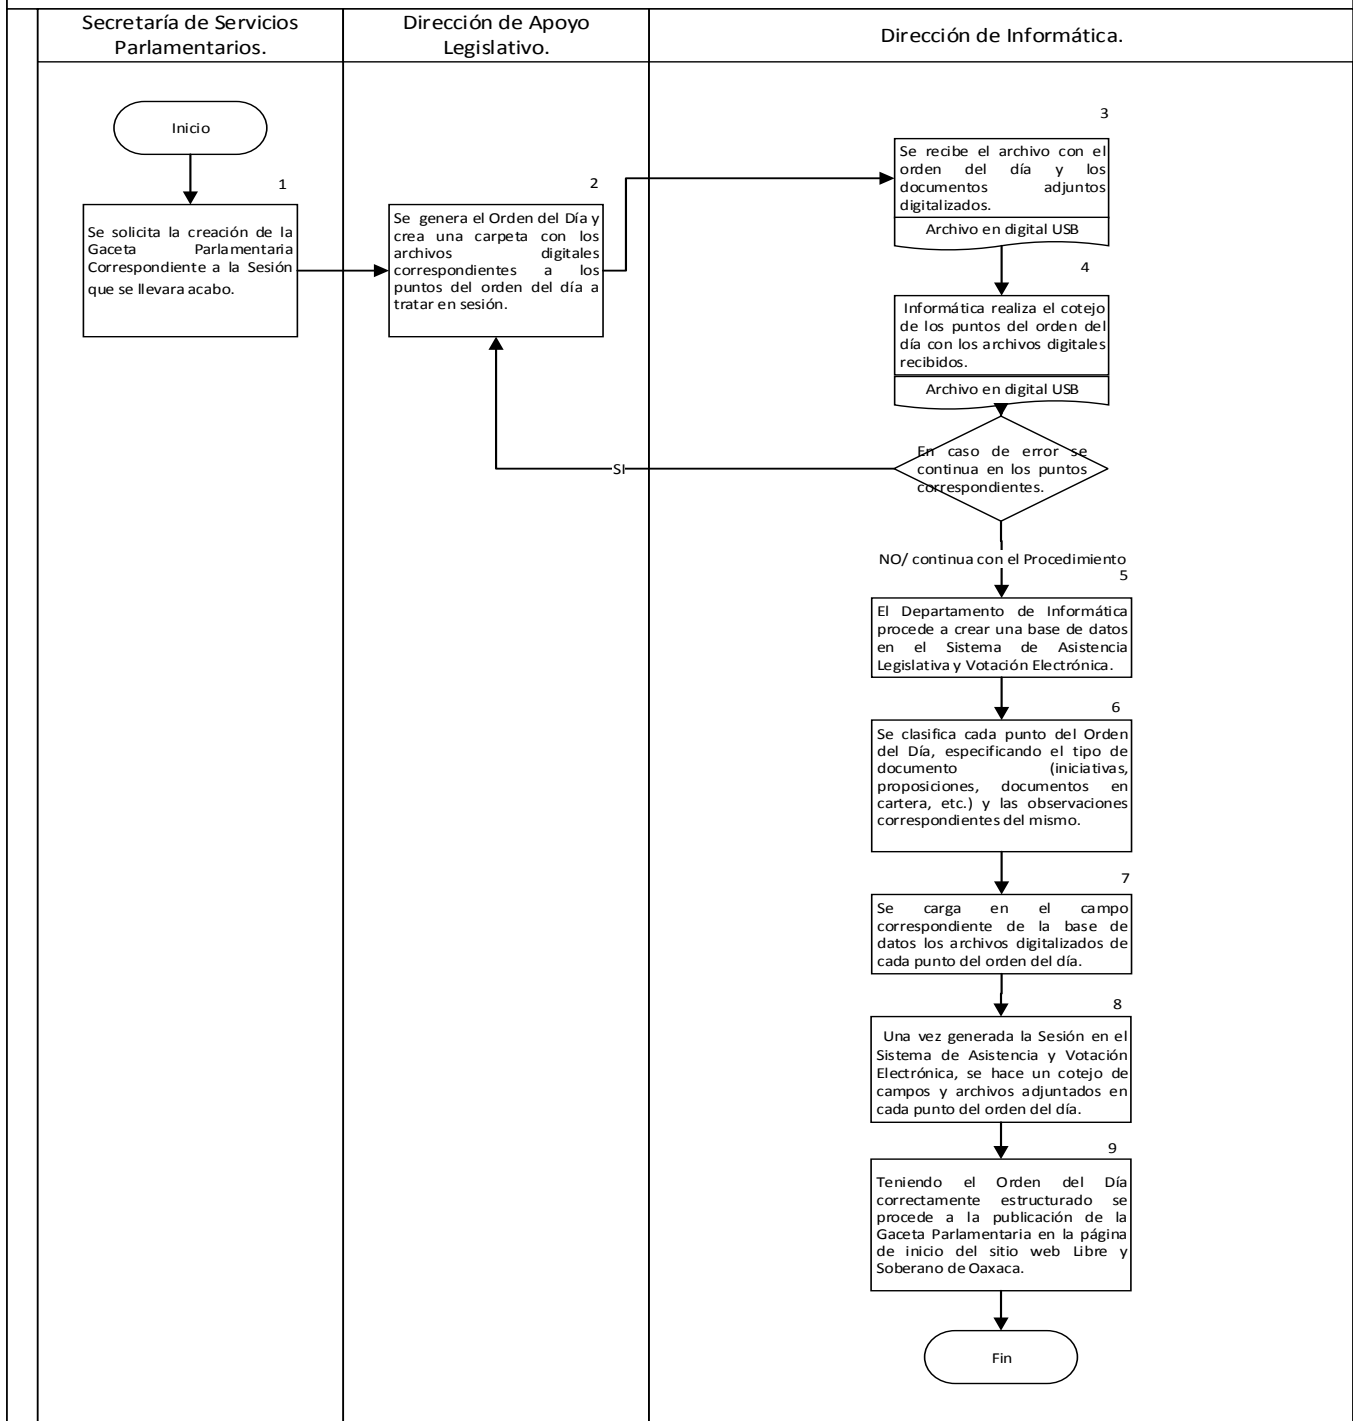 Secretaría de Servicios
Parlamentarios.
Dirección de Apoyo
Legislativo.
Dirección de Informática.
Inicio
1
Se solicita la creación de la
Gaceta Parlamentaria
Correspondiente a la Sesión
que se llevara acabo.
2
Se genera el Orden del Día y
crea una carpeta con los
archivos digitales
correspondientes a los
puntos del orden del día a
tratar en sesión.
3
Se recibe el archivo con el
orden del día y los
documentos adjuntos
digitalizados.
Archivo en digital USB
4
Informática realiza el cotejo
de los puntos del orden del
día con los archivos digitales
recibidos.
Archivo en digital USB
En caso de error se
continua en los puntos
correspondientes.
SI
NO/ continua con el Procedimiento
5
El Departamento de Informática
procede a crear una base de datos
en el Sistema de Asistencia
Legislativa y Votación Electrónica.
6
Se clasifica cada punto del Orden
del Día, especificando el tipo de
documento (iniciativas,
proposiciones, documentos en
cartera, etc.) y las observaciones
correspondientes del mismo.
7
Se carga en el campo
correspondiente de la base de
datos los archivos digitalizados de
cada punto del orden del día.
8
Una vez generada la Sesión en el
Sistema de Asistencia y Votación
Electrónica, se hace un cotejo de
campos y archivos adjuntados en
cada punto del orden del día.
9
Teniendo el Orden del Día
correctamente estructurado se
procede a la publicación de la
Gaceta Parlamentaria en la página
de inicio del sitio web Libre y
Soberano de Oaxaca.
Fin